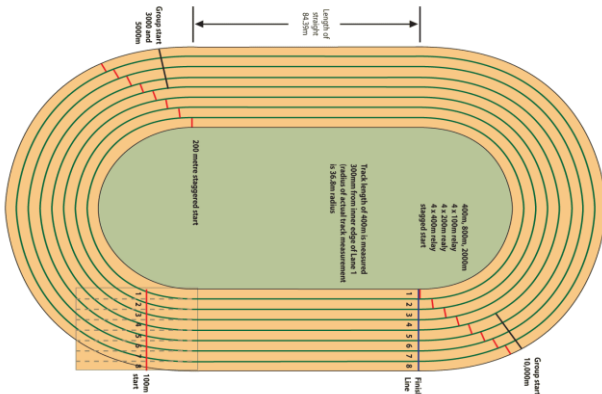 Length of
straight
84.39m
Group start
3000 and
5000m
200 metre staggered start
Track length of 400m is measured
300mm from inner edge of Lane 1
(radius of actual track measurement
is 36.8m radius
400m, 800m, 2000m
4 x 100m relay
4 x 200m realy
4 x 400m relay
stagged start
Group start
10,000m
1
2
3
4
5
6
7
8
100m
start
1
2
3
4
5
6
7
8
Finish
Line